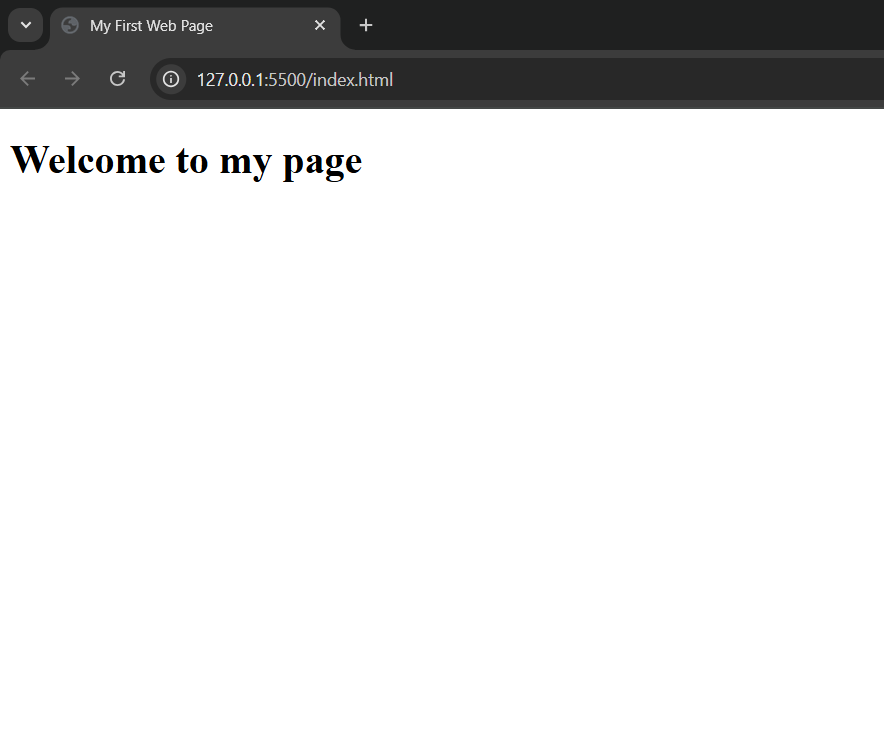 My First Web Page
127.0.0.1:5500/index.html
Welcome to my page